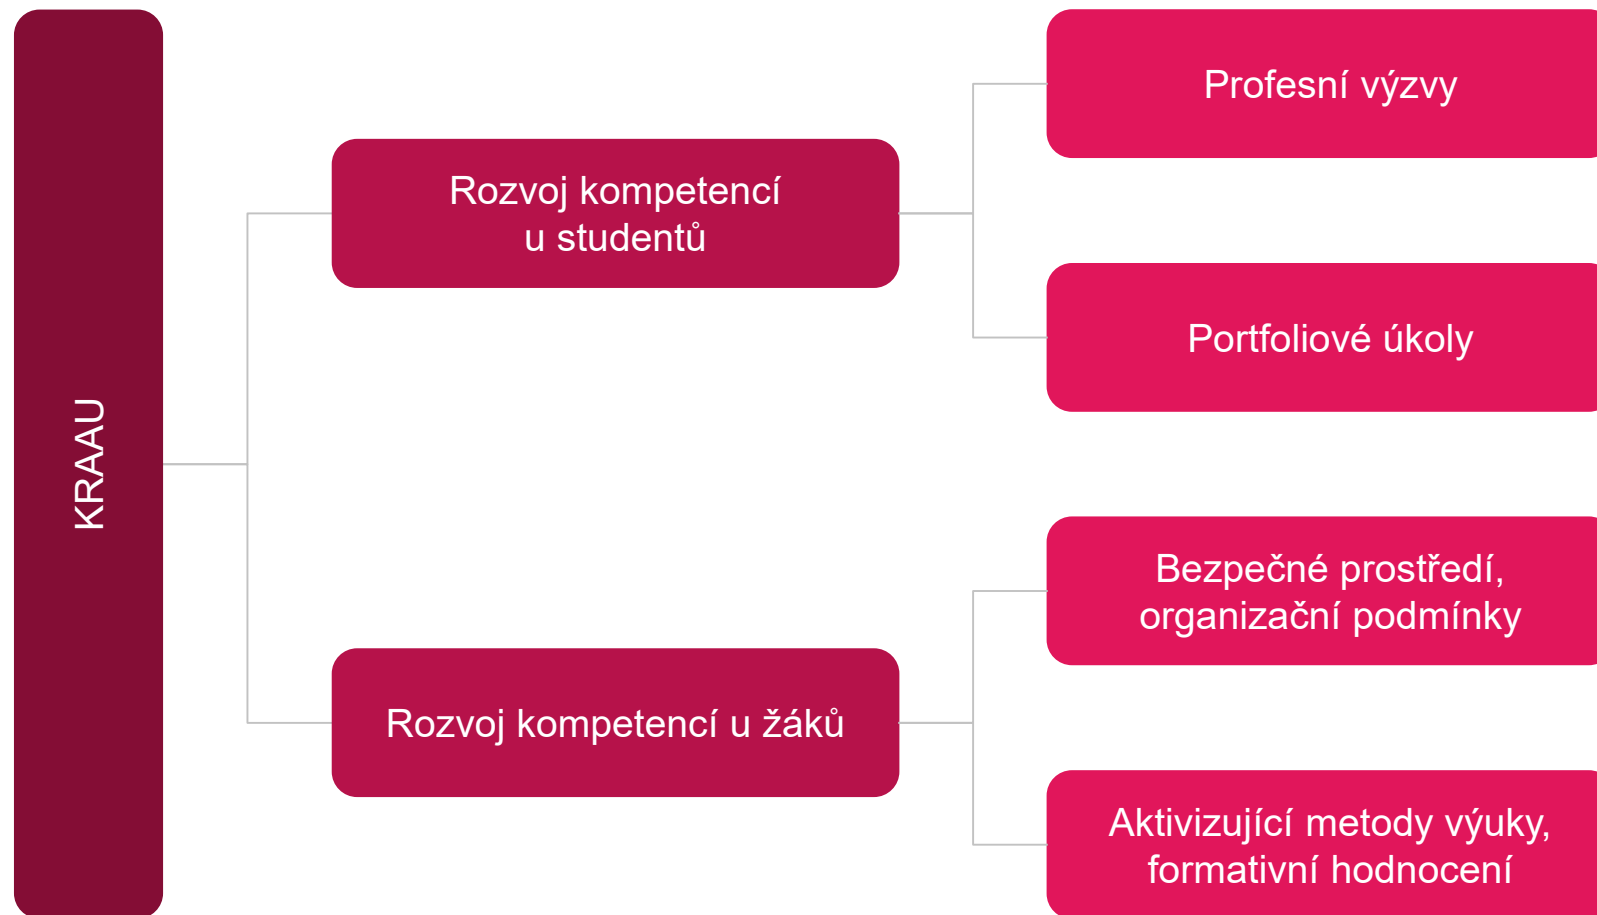 KRAAU
Rozvoj kompetencí
u studentů
Profesní výzvy
Portfoliové úkoly
Rozvoj kompetencí u žáků
Bezpečné prostředí,
organizační podmínky
Aktivizující metody výuky,
formativní hodnocení